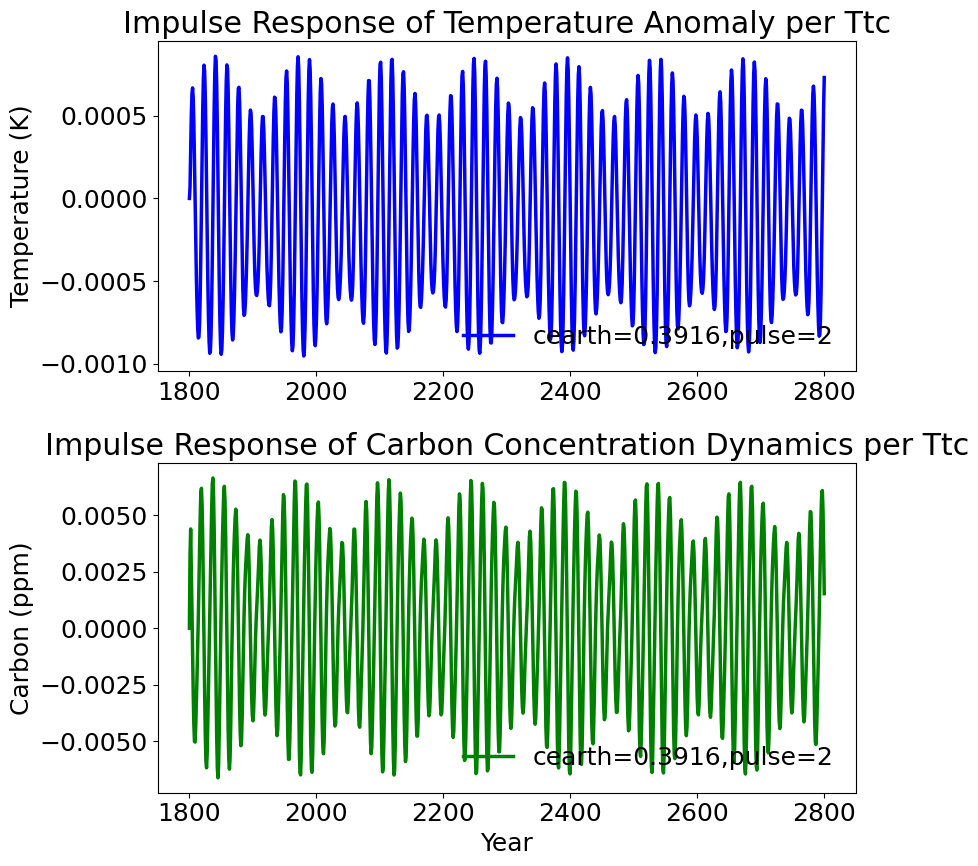 Impulse Response of Temperature Anomaly per Ttc
Temperature (K)
0.0005
0.0000
−0.0005
−0.0010
cearth=0.3916,pulse=2
1800 2000 2200 2400 2600 2800
Impulse Response of Carbon Concentration Dynamics per Ttc
Carbon (ppm)
0.0050
0.0025
0.0000
−0.0025
−0.0050
cearth=0.3916,pulse=2
1800 2000 2200 2400 2600 2800
Year